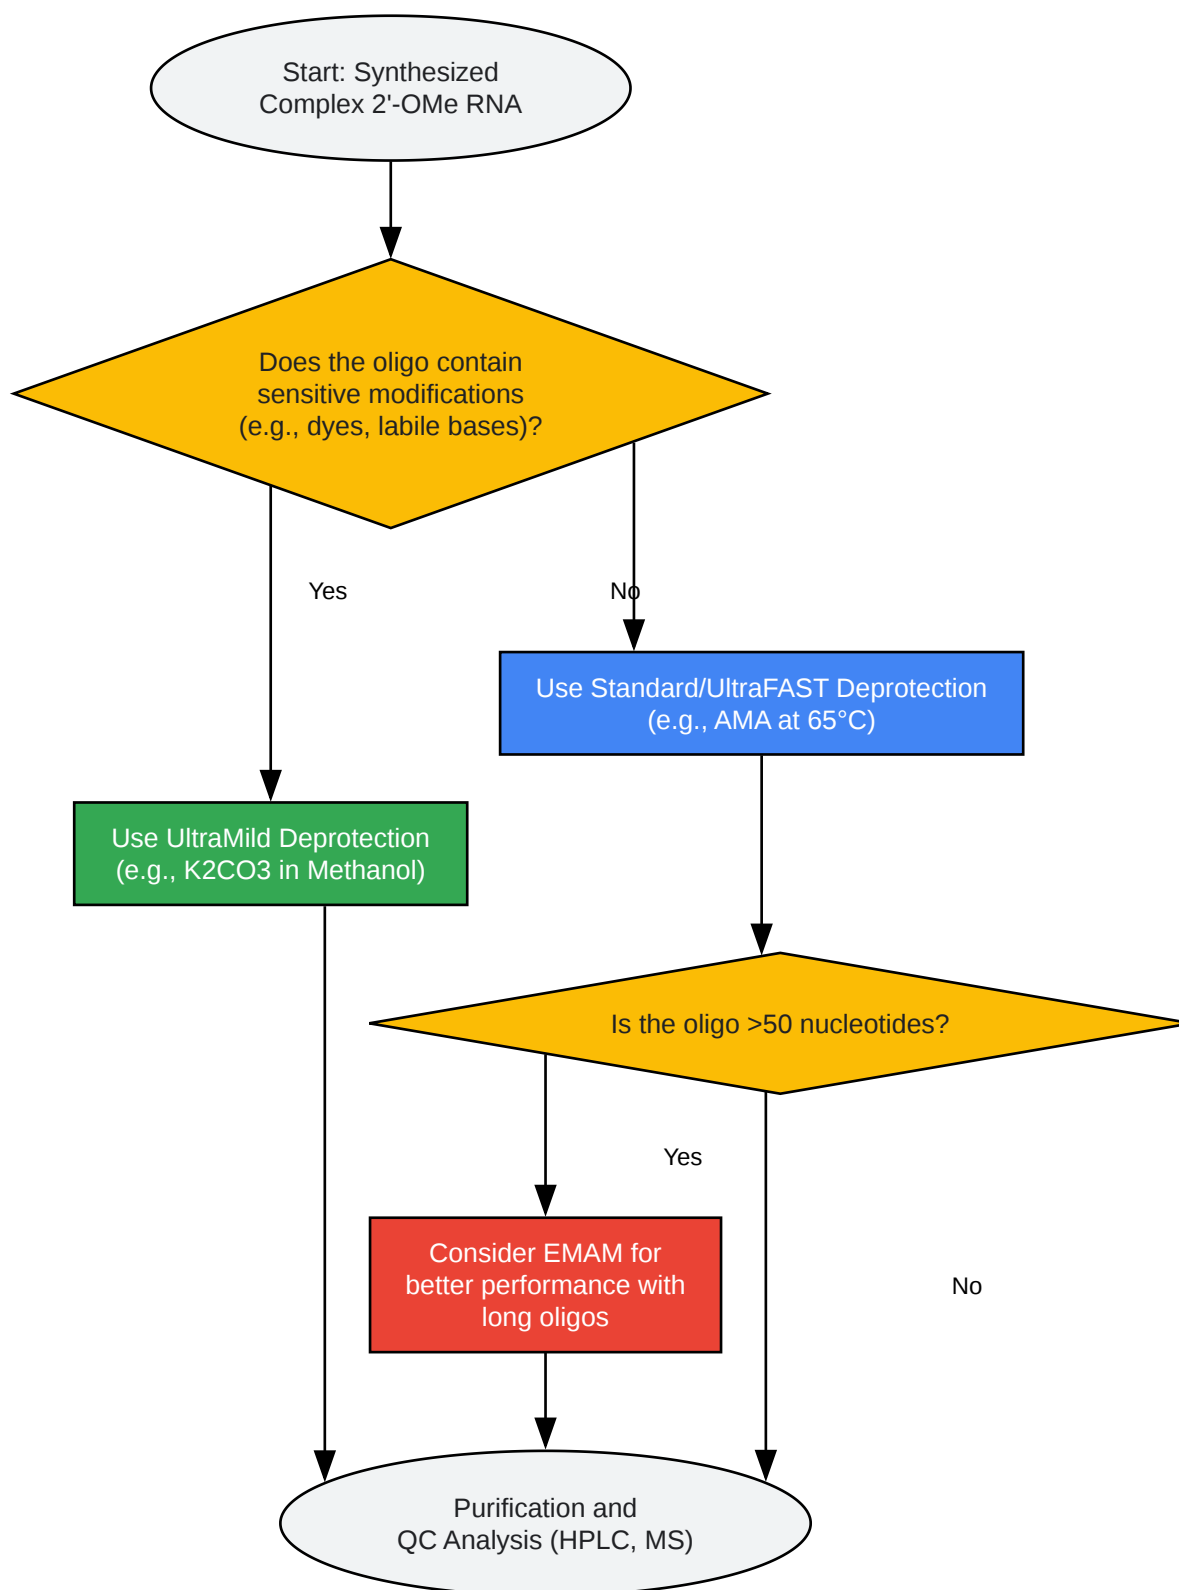 Start: Synthesized
Complex 2'-OMe RNA
Does the oligo contain
sensitive modifications
(e.g., dyes, labile bases)?
Yes
No
Use Standard/UltraFAST Deprotection
(e.g., AMA at 65°C)
Use UltraMild Deprotection
(e.g., K2CO3 in Methanol)
Is the oligo >50 nucleotides?
Yes
Consider EMAM for
better performance with
long oligos
No
Purification and
QC Analysis (HPLC, MS)